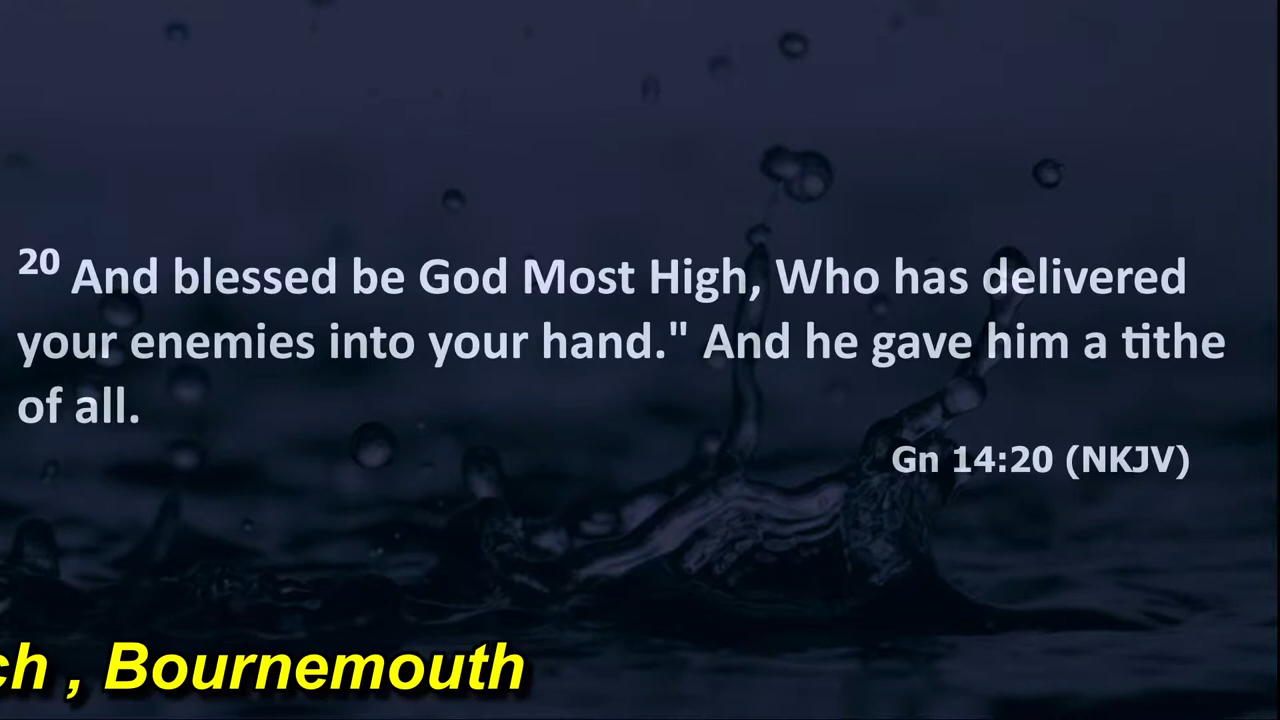 20 And blessed be God Most High, Who has delivered
your enemies into your hand." And he gave him a tithe
of all.
Gn 14:20 (NKJV)
ch , Bournemouth